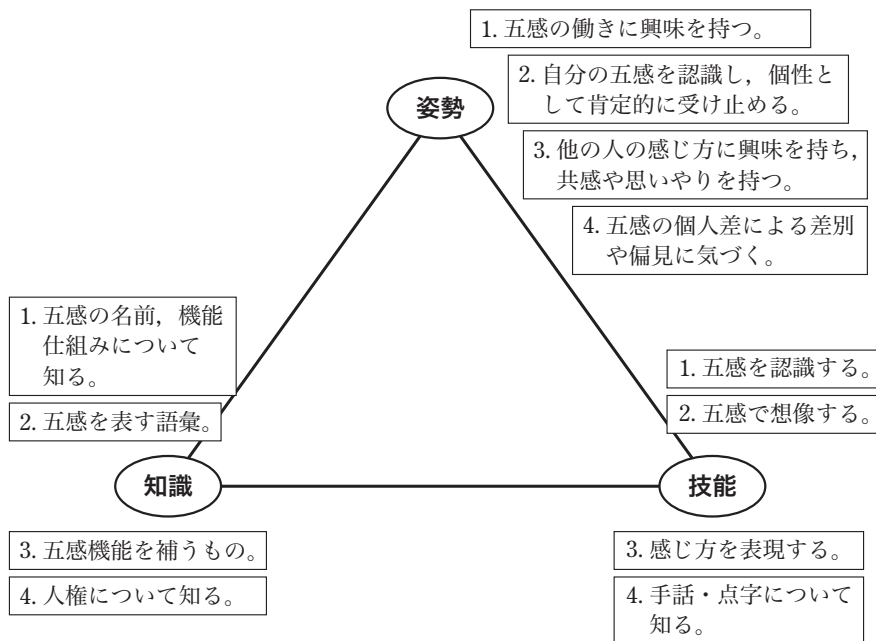 1. 五感の働きに興味を持つ。
2. 自分の五感を認識し，個性と
して肯定的に受け止める。
姿勢
3. 他の人の感じ方に興味を持ち，
共感や思いやりを持つ。
4. 五感の個人差による差別
や偏見に気づく。
1. 五感の名前，機能
仕組みについて
知る。
2. 五感を表す語彙。
知識
3. 五感機能を補うもの。
4. 人権について知る。
1. 五感を認識する。
2. 五感で想像する。
技能
3. 感じ方を表現する。
4. 手話・点字について
知る。